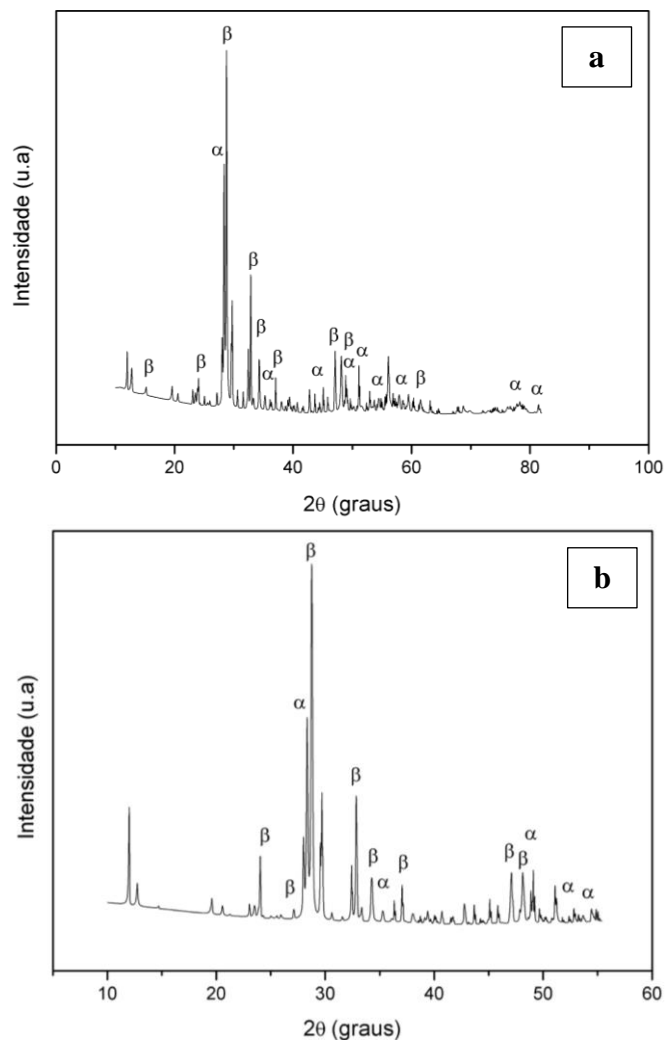 a
β
α
β
β
β
β
α
β
α
β
β
α
α
α
α
β
α
α
Intensidade (u.a)
0 20 40 60 80 100
2θ (graus)
b
β
α
β
β
β
β
α
β
β
β
α
α
α
Intensidade (u.a)
10 20 30 40 50 60
2θ (graus)